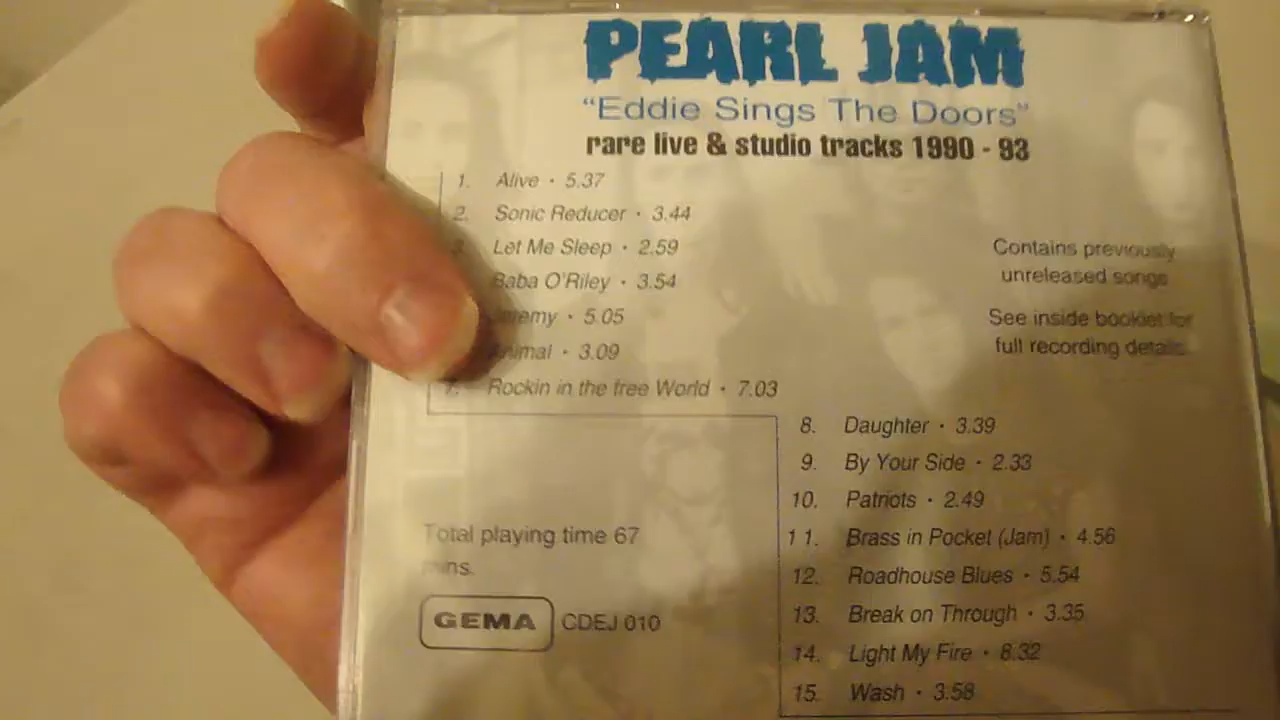 PEARL JAM
"Eddie Sings The Doors"
rare live & studio tracks 1990 - 93
1. Alive · 5.37
2. Sonic Reducer · 3.44
3. Let Me Sleep · 2.59
Baba O'Riley · 3.54
Jeremy · 5.05
Animal · 3.09
7. Rockin in the free World · 7.03
Contains previously
unreleased songs
See inside booklet for
full recording details.
8. Daughter · 3.39
9. By Your Side · 2.33
10. Patriots · 2.49
11. Brass in Pocket (Jam) · 4.56
12. Roadhouse Blues · 5.54
13. Break on Through · 3.35
14. Light My Fire · 8.32
15. Wash · 3.58
Total playing time 67
mins.
GEMA CDEJ 010